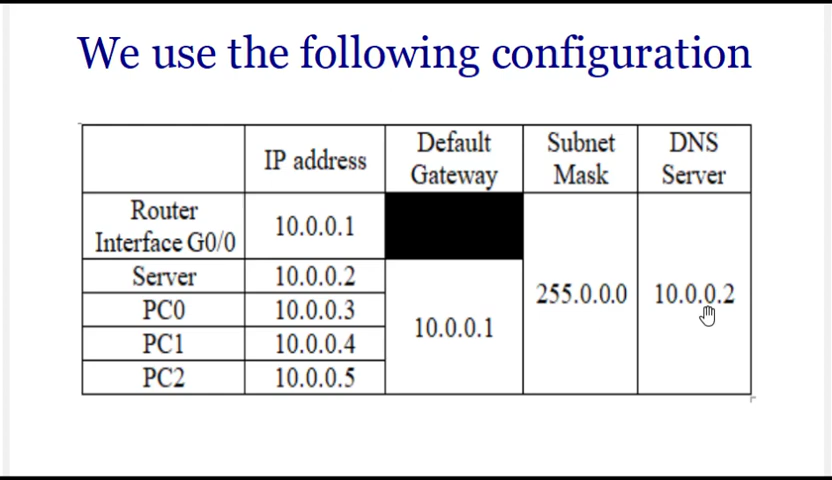 We use the following configuration
IP address
Default
Gateway
Subnet
Mask
DNS
Server
Router
Interface G0/0
10.0.0.1
Server
10.0.0.2
PC0
10.0.0.3
PC1
10.0.0.4
PC2
10.0.0.5
10.0.0.1
255.0.0.0
10.0.0.2